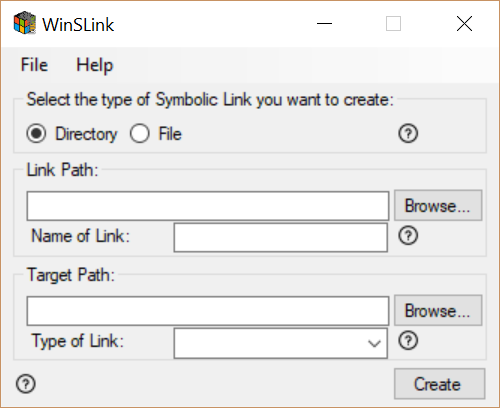 WinSLink
File Help
Select the type of Symbolic Link you want to create:
Directory File
Link Path:
Browse...
Name of Link:
Target Path:
Browse...
Type of Link:
Create